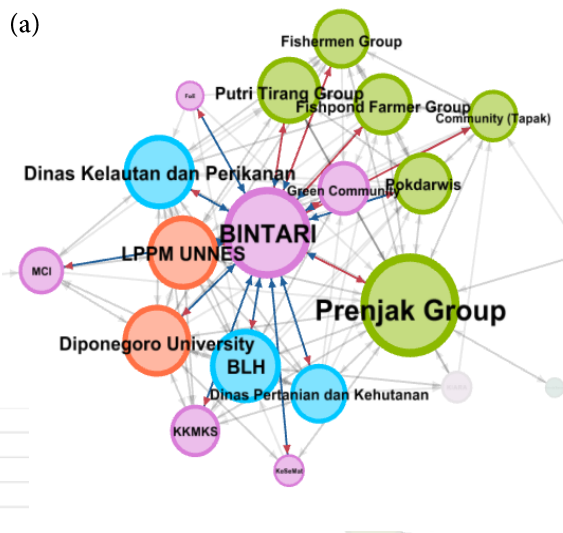 (a)
Fishermen Group
Putri Tirang Group
Fishpond Farmer Group
Community (Tapak)
Dinas Kelautan dan Perikanan
Green Community
Pokdarwis
BINTARI
LPPM UNNES
MCI
Prenjak Group
Diponegoro University
BLH
Dinas Pertanian dan Kehutanan
KKMKS
KeSeMat